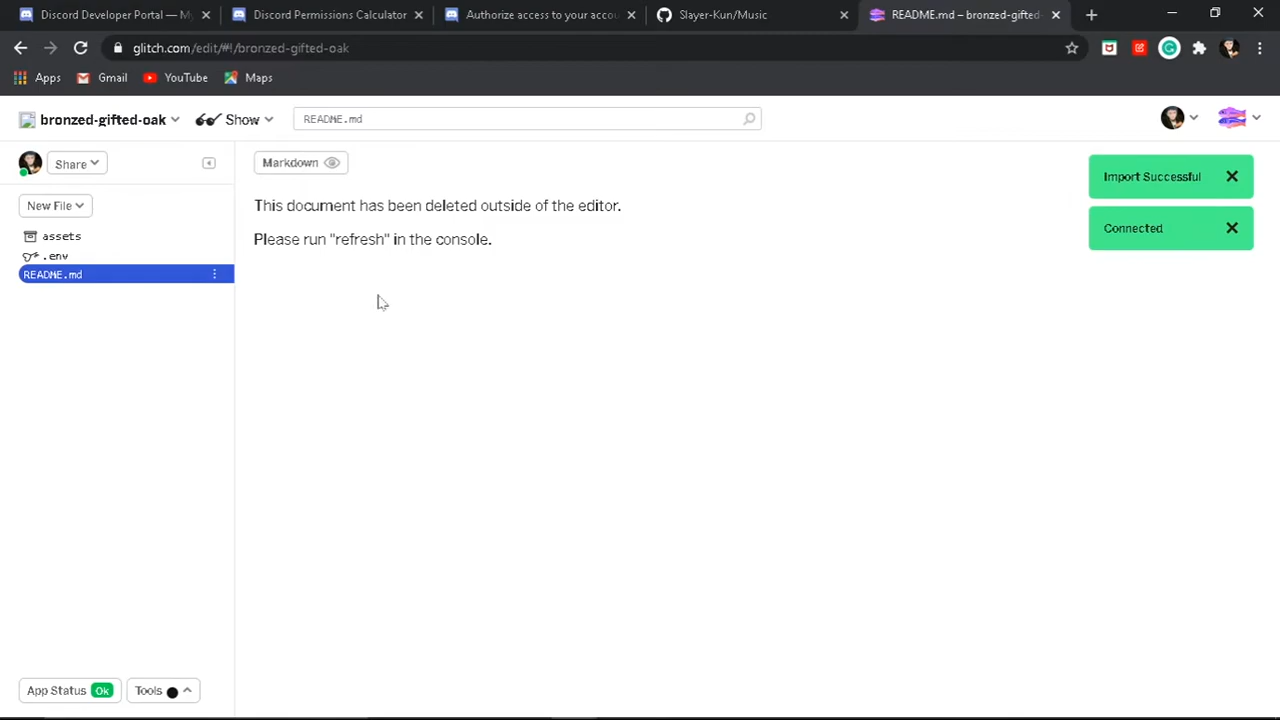 Discord Developer Portal — My
Discord Permissions Calculator
Authorize access to your accou
Slayer-Kun/Music
README.md – bronzed-gifted-
glitch.com/edit/#!/bronzed-gifted-oak
Apps
Gmail
YouTube
Maps
bronzed-gifted-oak
Show
README.md
Share
Markdown
Import Successful
New File
This document has been deleted outside of the editor.
Connected
assets
Please run "refresh" in the console.
.env
README.md
App Status Ok
Tools